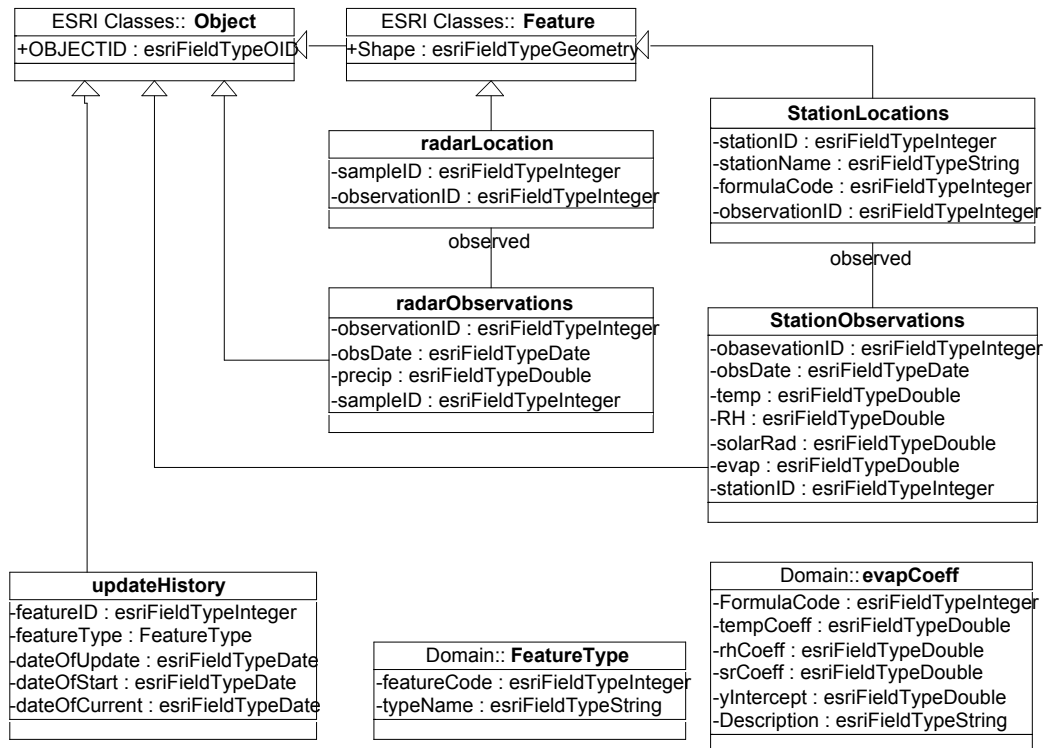 ESRI Classes:: Object
+OBJECTID : esriFieldTypeOID
ESRI Classes:: Feature
+Shape : esriFieldTypeGeometry
radarLocation
-sampleID : esriFieldTypeInteger
-observationID : esriFieldTypeInteger
observed
StationLocations
-stationID : esriFieldTypeInteger
-stationName : esriFieldTypeString
-formulaCode : esriFieldTypeInteger
-observationID : esriFieldTypeInteger
observed
radarObservations
-observationID : esriFieldTypeInteger
-obsDate : esriFieldTypeDate
-precip : esriFieldTypeDouble
-sampleID : esriFieldTypeInteger
StationObservations
-obasevationID : esriFieldTypeInteger
-obsDate : esriFieldTypeDate
-temp : esriFieldTypeDouble
-RH : esriFieldTypeDouble
-solarRad : esriFieldTypeDouble
-evap : esriFieldTypeDouble
-stationID : esriFieldTypeInteger
updateHistory
-featureID : esriFieldTypeInteger
-featureType : FeatureType
-dateOfUpdate : esriFieldTypeDate
-dateOfStart : esriFieldTypeDate
-dateOfCurrent : esriFieldTypeDate
Domain:: FeatureType
-featureCode : esriFieldTypeInteger
-typeName : esriFieldTypeString
Domain:: evapCoeff
-FormulaCode : esriFieldTypeInteger
-tempCoeff : esriFieldTypeDouble
-rhCoeff : esriFieldTypeDouble
-srCoeff : esriFieldTypeDouble
-yIntercept : esriFieldTypeDouble
-Description : esriFieldTypeString